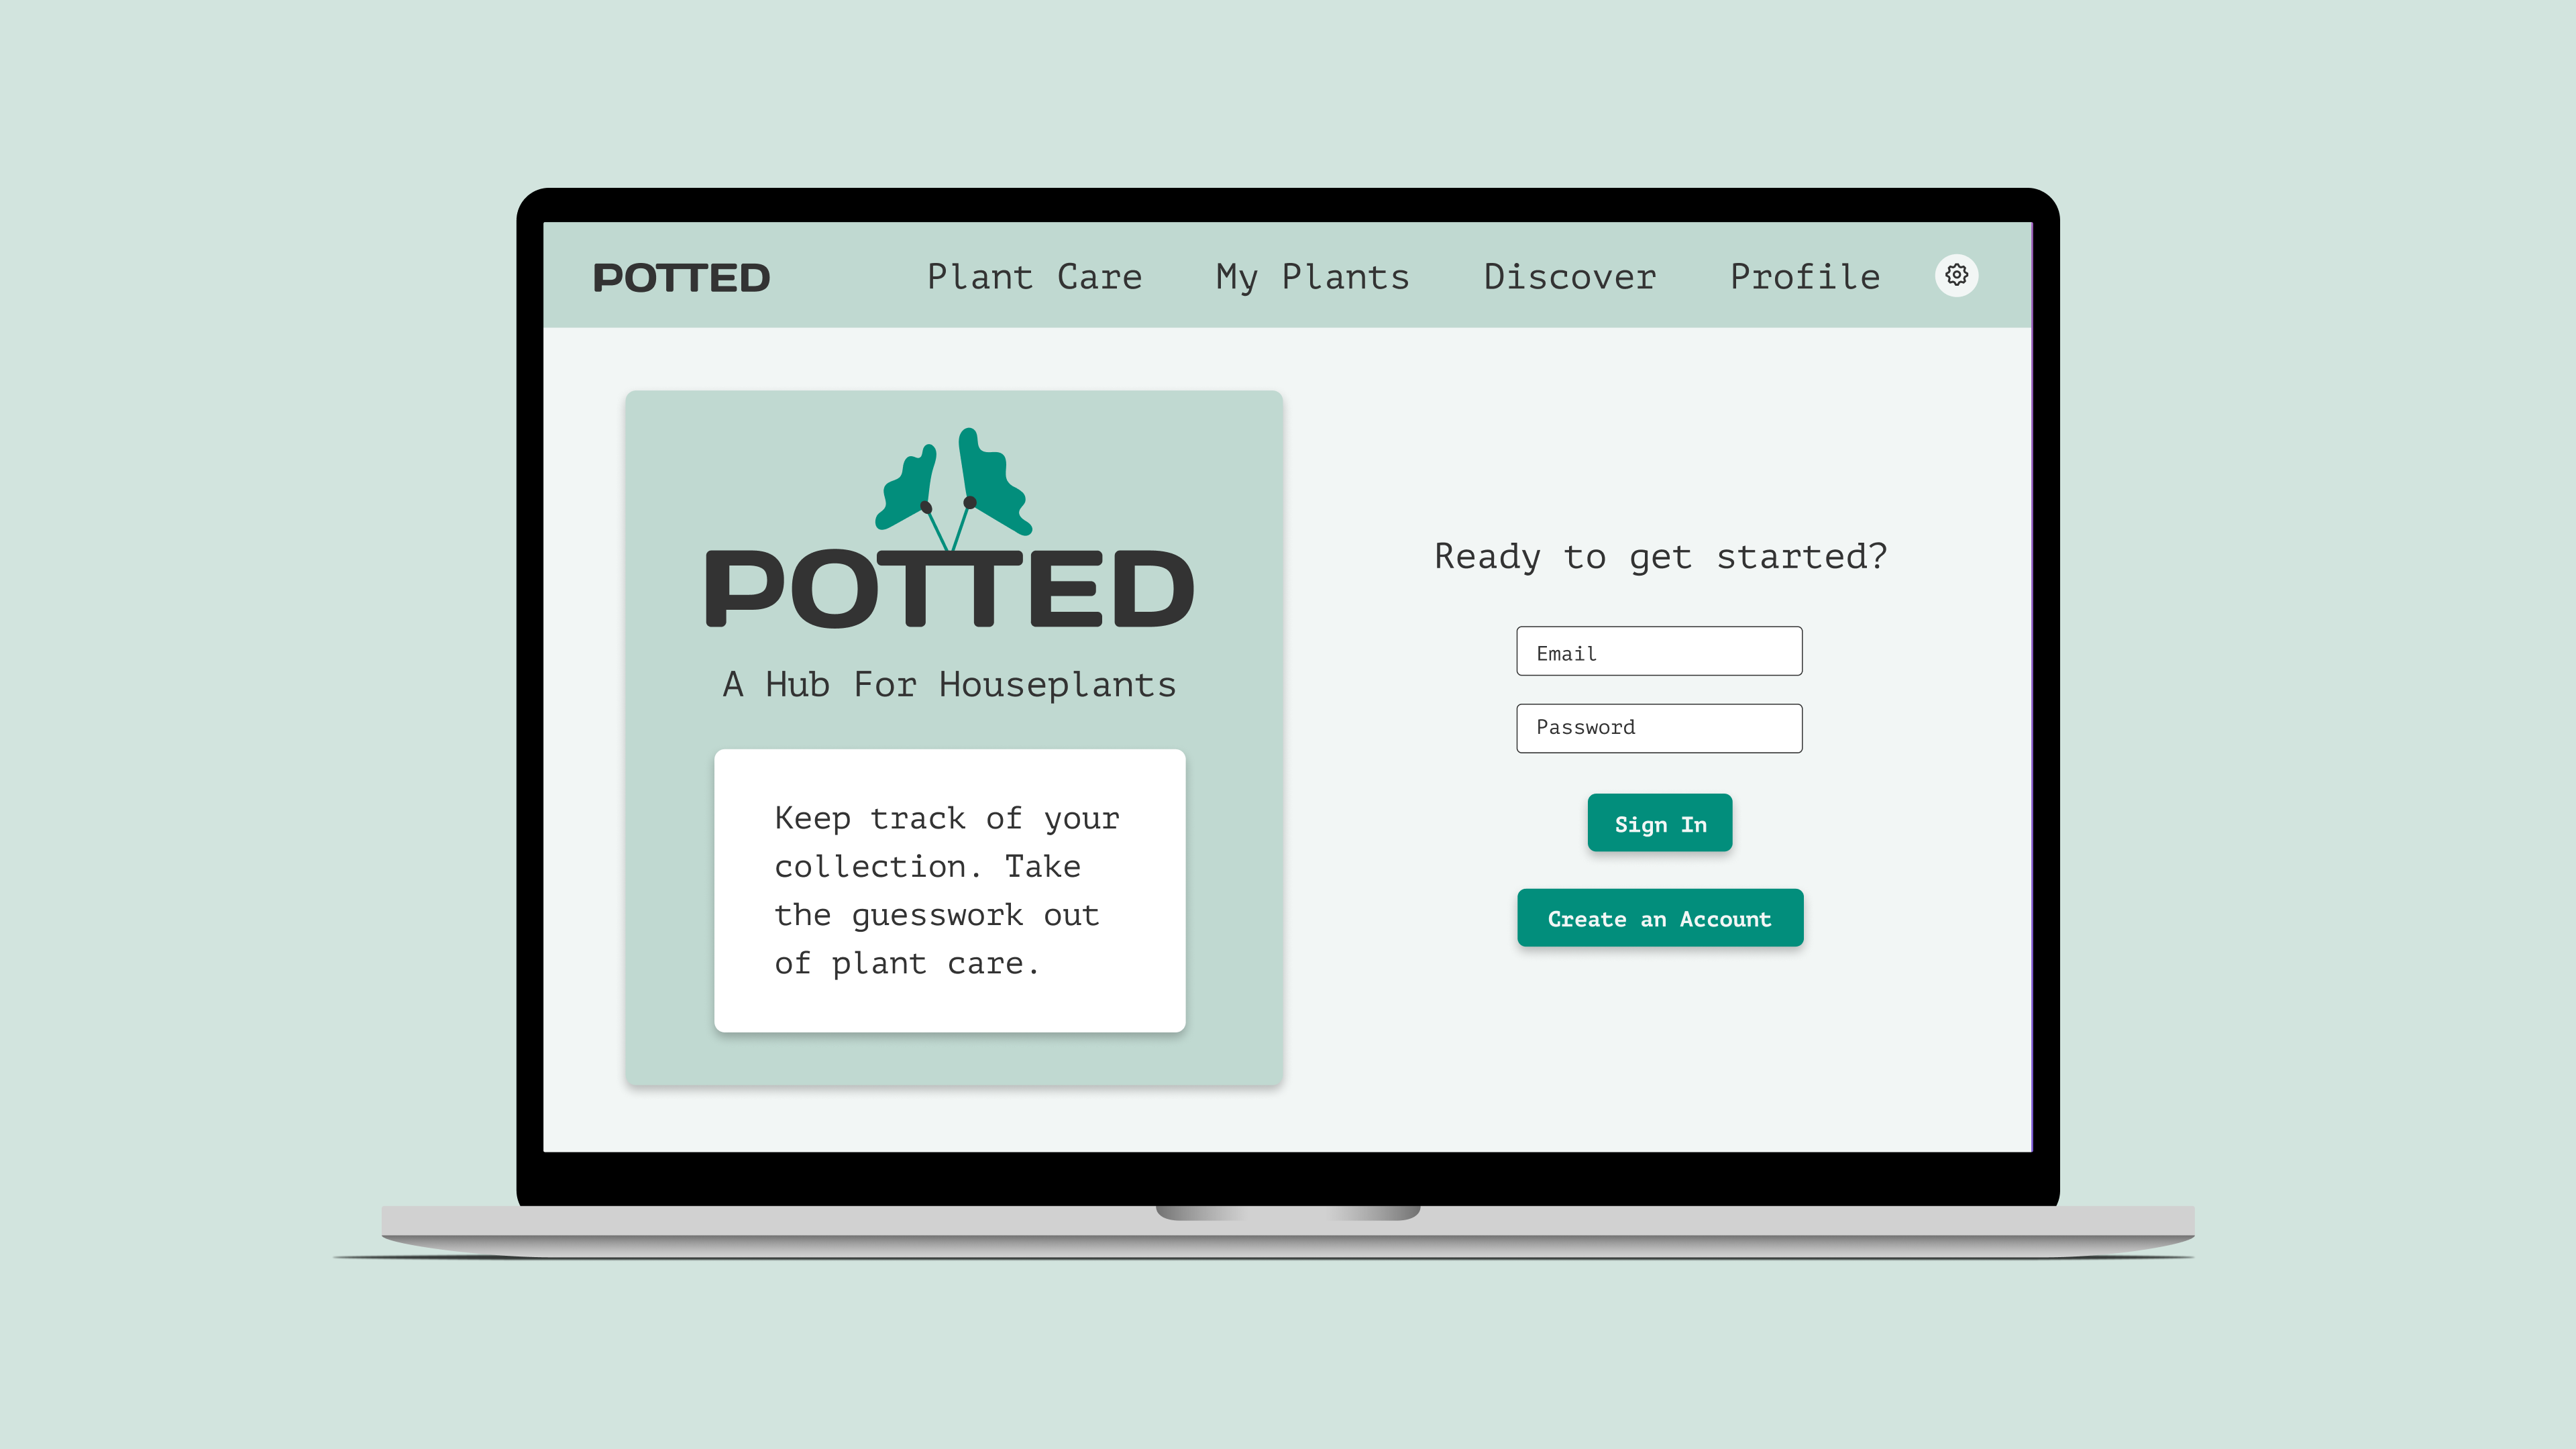 POTTED
Plant Care
My Plants
Discover
Profile
POTTED
A Hub For Houseplants
Keep track of your
collection. Take
the guesswork out
of plant care.
Ready to get started?
Email
Password
Sign In
Create an Account